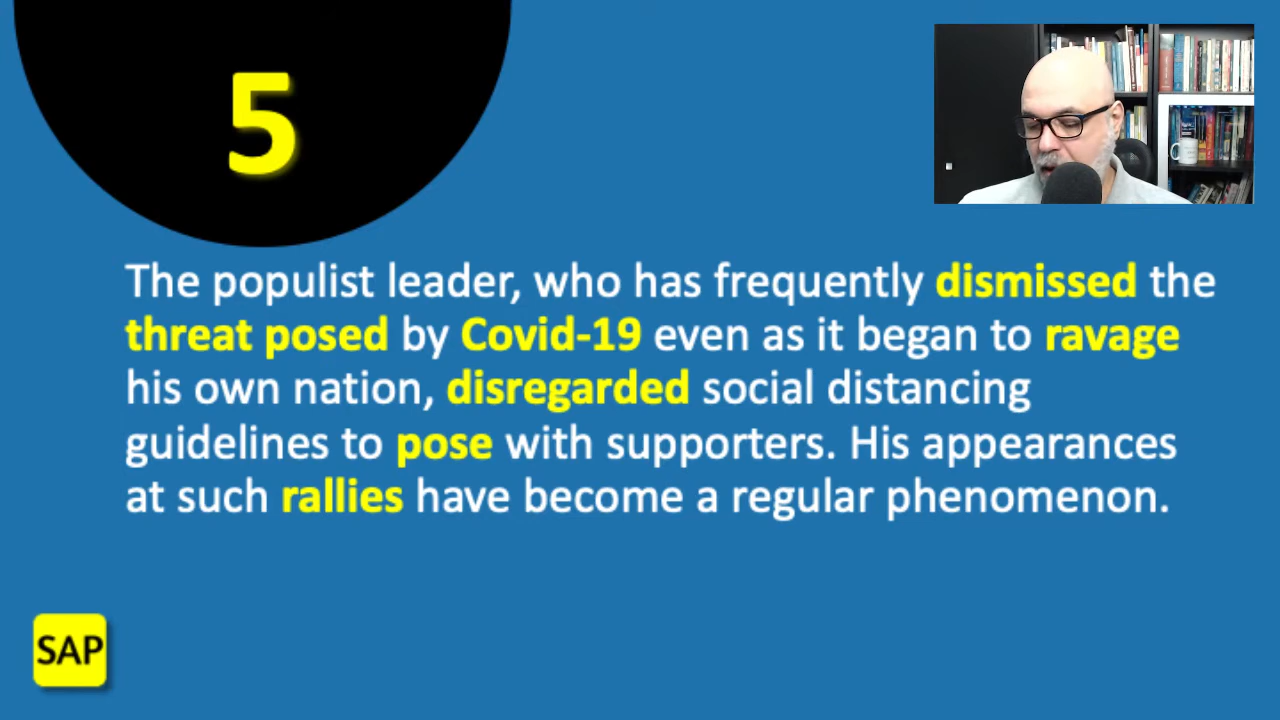 5
The populist leader, who has frequently dismissed the
threat posed by Covid-19 even as it began to ravage
his own nation, disregarded social distancing
guidelines to pose with supporters. His appearances
at such rallies have become a regular phenomenon.
SAP